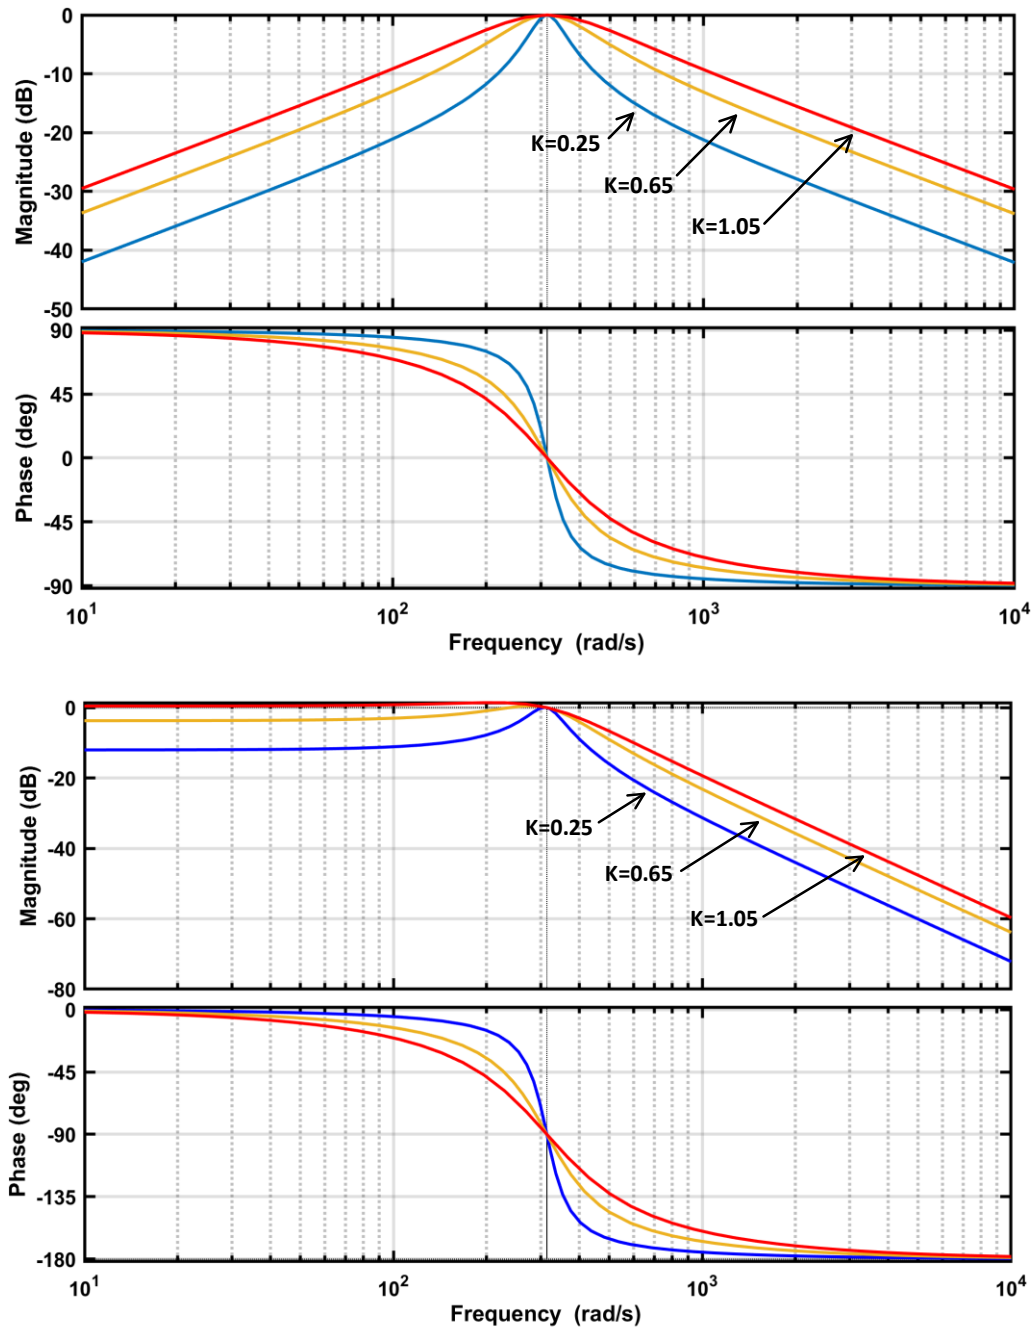 0
-10
-20
-30
-40
-50
Magnitude (dB)
K=0.25
K=0.65
K=1.05
90
45
0
-45
-90
Phase (deg)
10^1
10^2
10^3
10^4
Frequency (rad/s)
0
-20
-40
-60
-80
Magnitude (dB)
K=0.25
K=0.65
K=1.05
0
-45
-90
-135
-180
Phase (deg)
10^1
10^2
10^3
10^4
Frequency (rad/s)